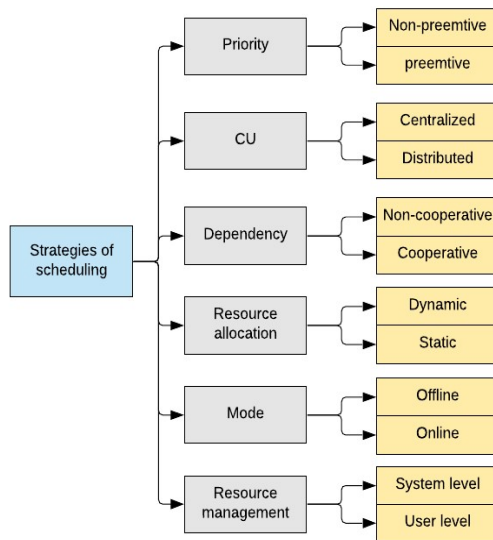 Strategies of
scheduling
Priority
Non-preemtive
preemtive
CU
Centralized
Distributed
Dependency
Non-cooperative
Cooperative
Resource
allocation
Dynamic
Static
Mode
Offline
Online
Resource
management
System level
User level